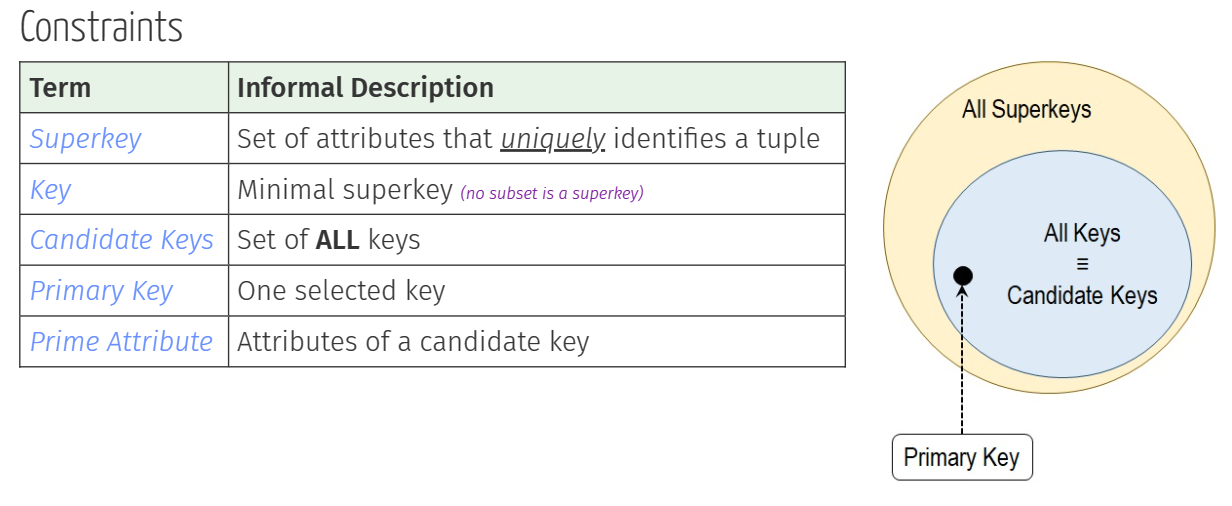 Constraints
Term Informal Description
Superkey Set of attributes that uniquely identifies a tuple
Key Minimal superkey (no subset is a superkey)
Candidate Keys Set of ALL keys
Primary Key One selected key
Prime Attribute Attributes of a candidate key
All Superkeys
All Keys
≡
Candidate Keys
Primary Key